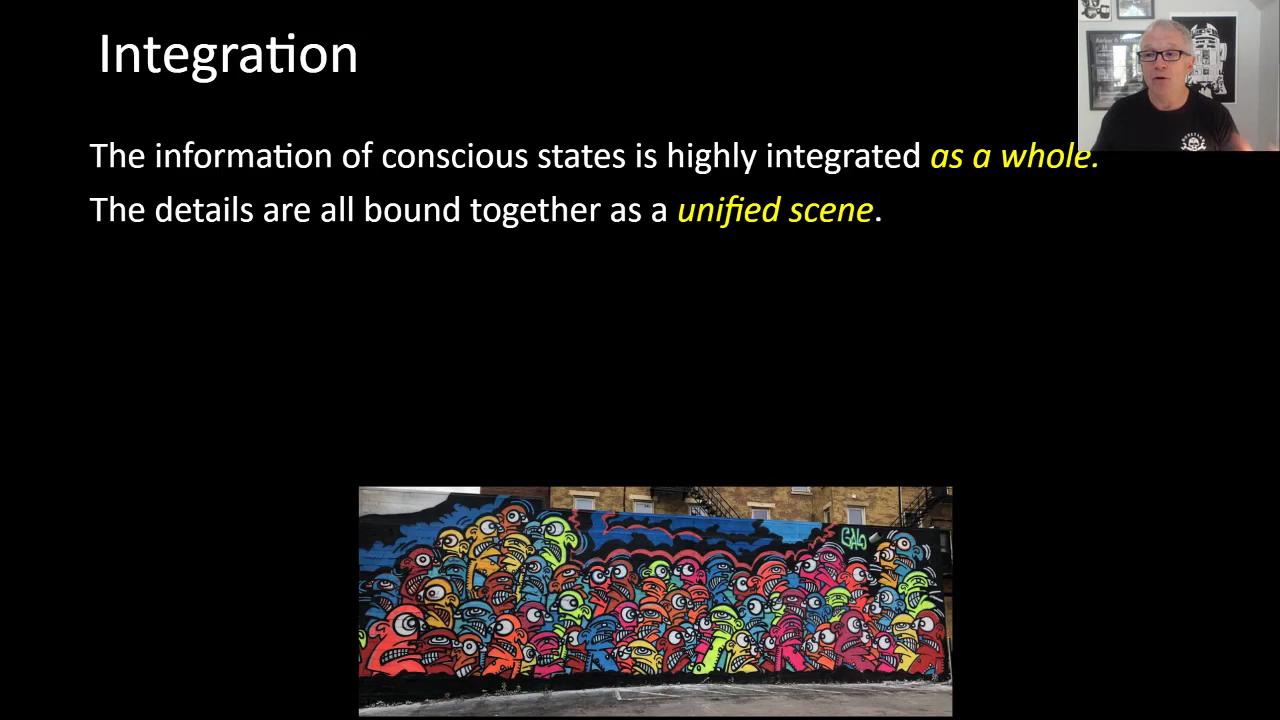 Integration
The information of conscious states is highly integrated as a whole.
The details are all bound together as a unified scene.